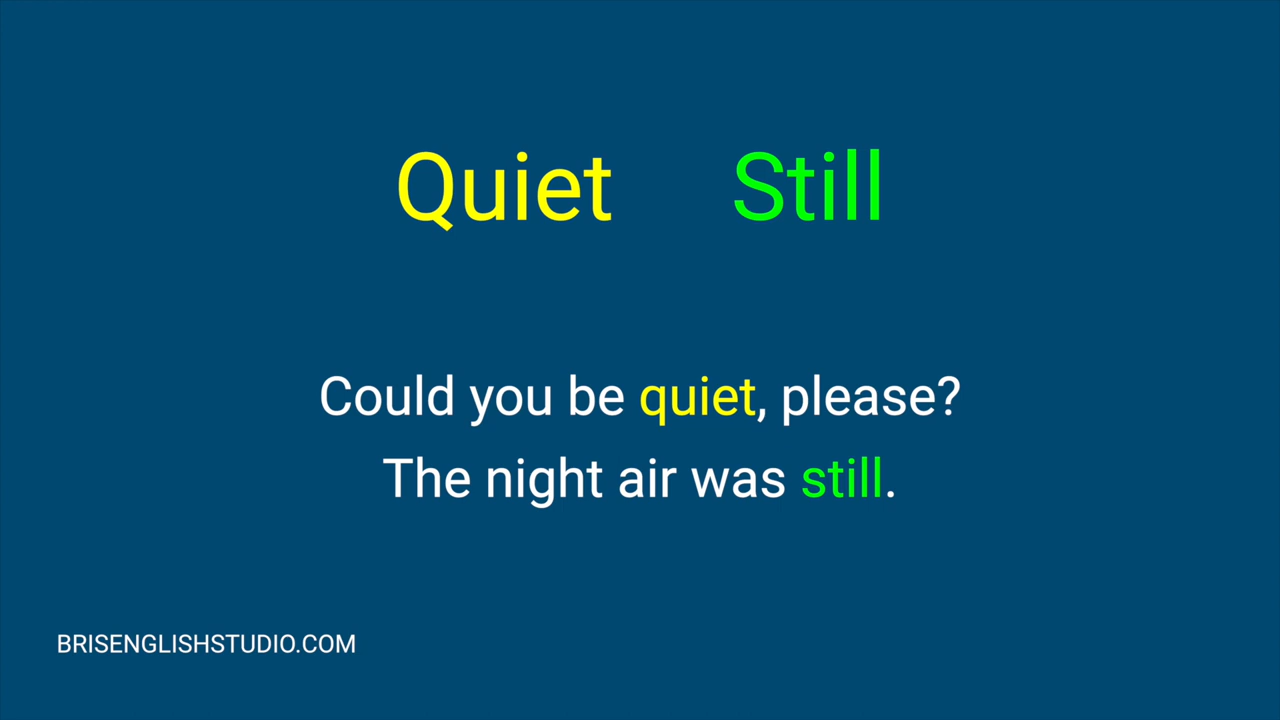 Quiet Still
Could you be quiet, please?
The night air was still.
BRISENGLISHSTUDIO.COM